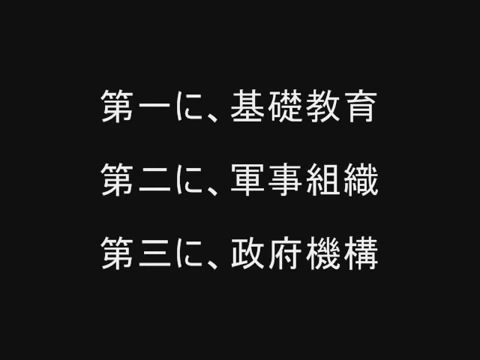 第一に、基礎教育
第二に、軍事組織
第三に、政府機構